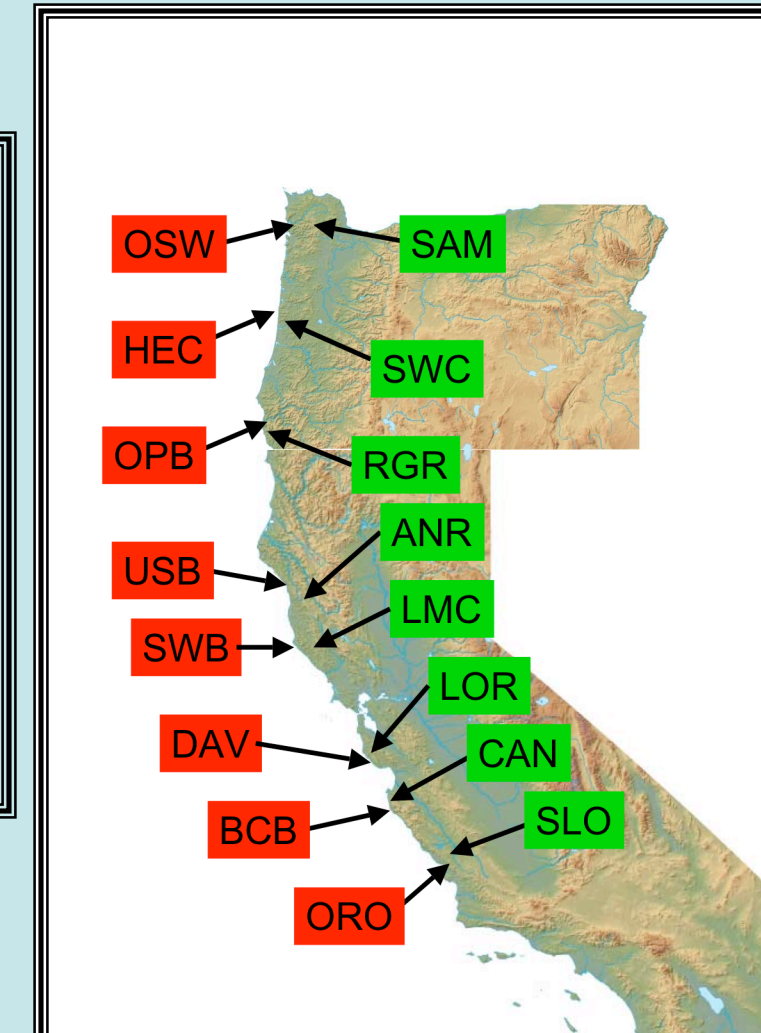 OSW
SAM
HEC
SWC
OPB
RGR
ANR
USB
LMC
SWB
LOR
DAV
CAN
SLO
BCB
ORO